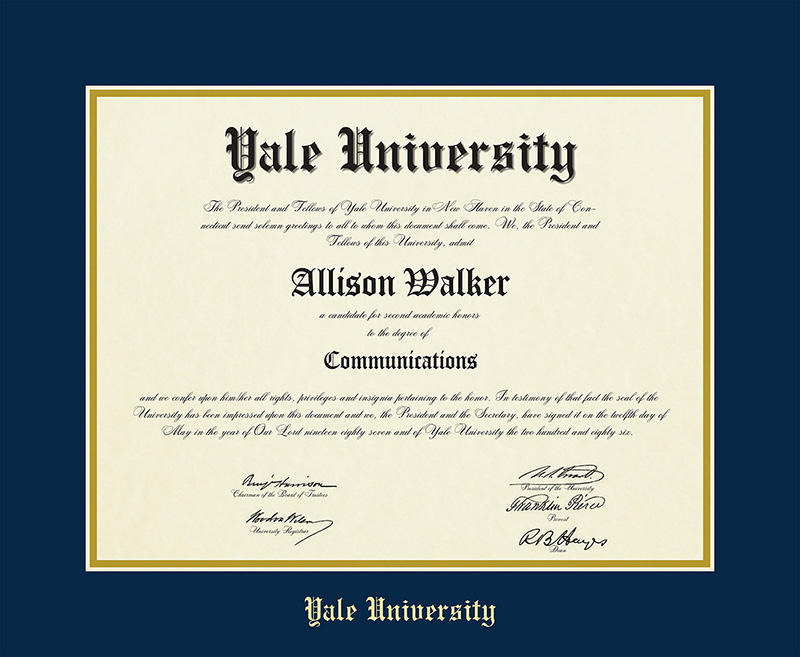 Yale University
The President and Fellows of Yale University in New Haven in the State of Con-
necticut send solemn greetings to all to whom this document shall come. We, the President and
Fellows of this University, admit
Allison Walker
a candidate for second academic honors
to the degree of
Communications
and we confer upon him/her all rights, privileges and insignia pertaining to the honor. In testimony of that fact the seal of the
University has been impressed upon this document and we, the President and the Secretary, have signed it on the twelfth day of
May in the year of Our Lord nineteen eighty seven and of Yale University the two hundred and eighty six.
Benj Harrison
Chairman of the Board of Trustees
Woodrow Wilson
University Registrar
President of the University
Franklin Pierce
Provost
R B Hayes
Dean
Yale University